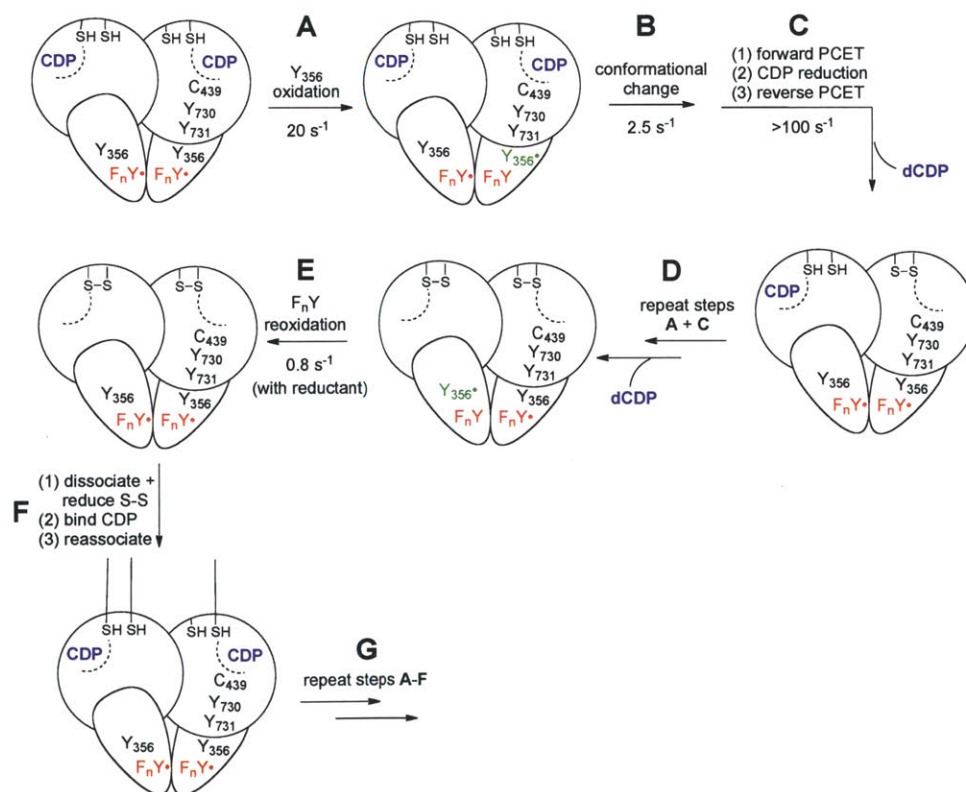 A
B
C
SH SH
SH SH
CDP
CDP
C439
Y730
Y731
Y356
Y356
FnY•
FnY•
Y356
oxidation
20 s-1
SH SH
SH SH
CDP
CDP
C439
Y730
Y731
Y356
Y356•
FnY•
FnY
conformational
change
2.5 s-1
(1) forward PCET
(2) CDP reduction
(3) reverse PCET
>100 s-1
dCDP
E
D
S-S
S-S
C439
Y730
Y731
Y356
Y356
FnY•
FnY•
FnY
reoxidation
0.8 s-1
(with reductant)
S-S
S-S
C439
Y730
Y731
Y356•
Y356
FnY
FnY•
repeat steps
A + C
dCDP
SH SH
S-S
CDP
C439
Y730
Y731
Y356
Y356
FnY•
FnY•
F
(1) dissociate +
reduce S-S
(2) bind CDP
(3) reassociate
SH SH
SH SH
CDP
CDP
C439
Y730
Y731
Y356
Y356
FnY•
FnY•
G
repeat steps A-F